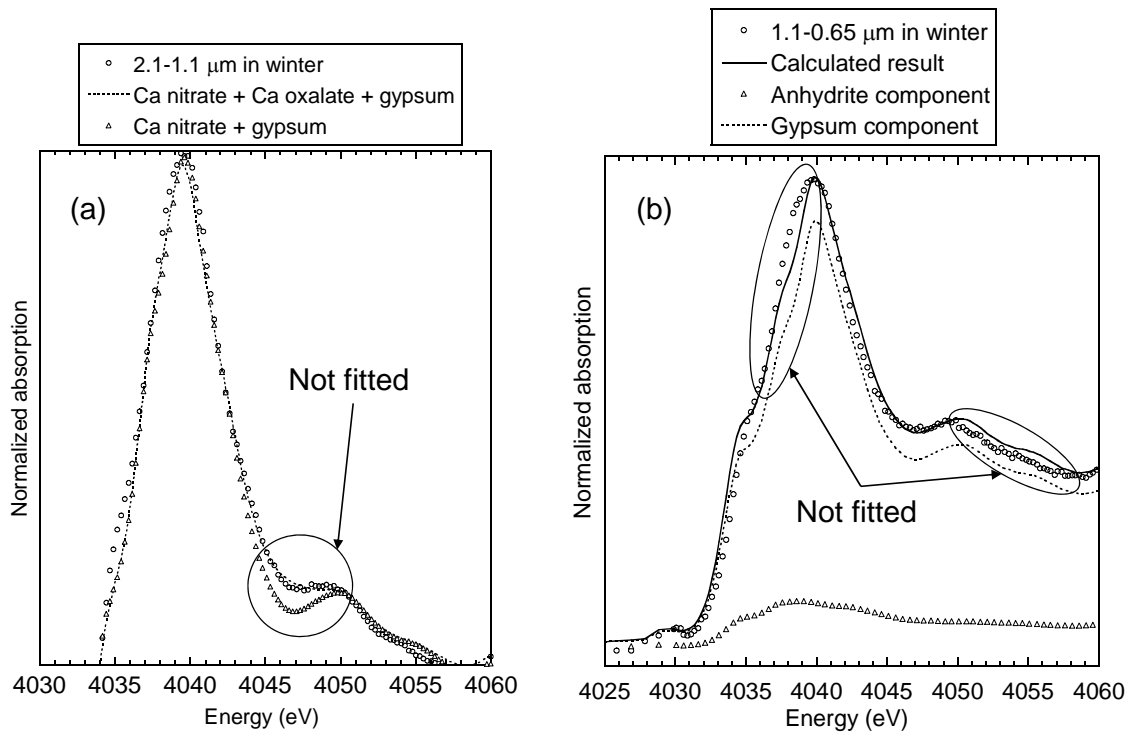 2.1-1.1 μm in winter
Ca nitrate + Ca oxalate + gypsum
Ca nitrate + gypsum
(a)
Not fitted
Normalized absorption
4030 4035 4040 4045 4050 4055 4060
Energy (eV)
1.1-0.65 μm in winter
Calculated result
Anhydrite component
Gypsum component
(b)
Not fitted
Normalized absorption
4025 4030 4035 4040 4045 4050 4055 4060
Energy (eV)